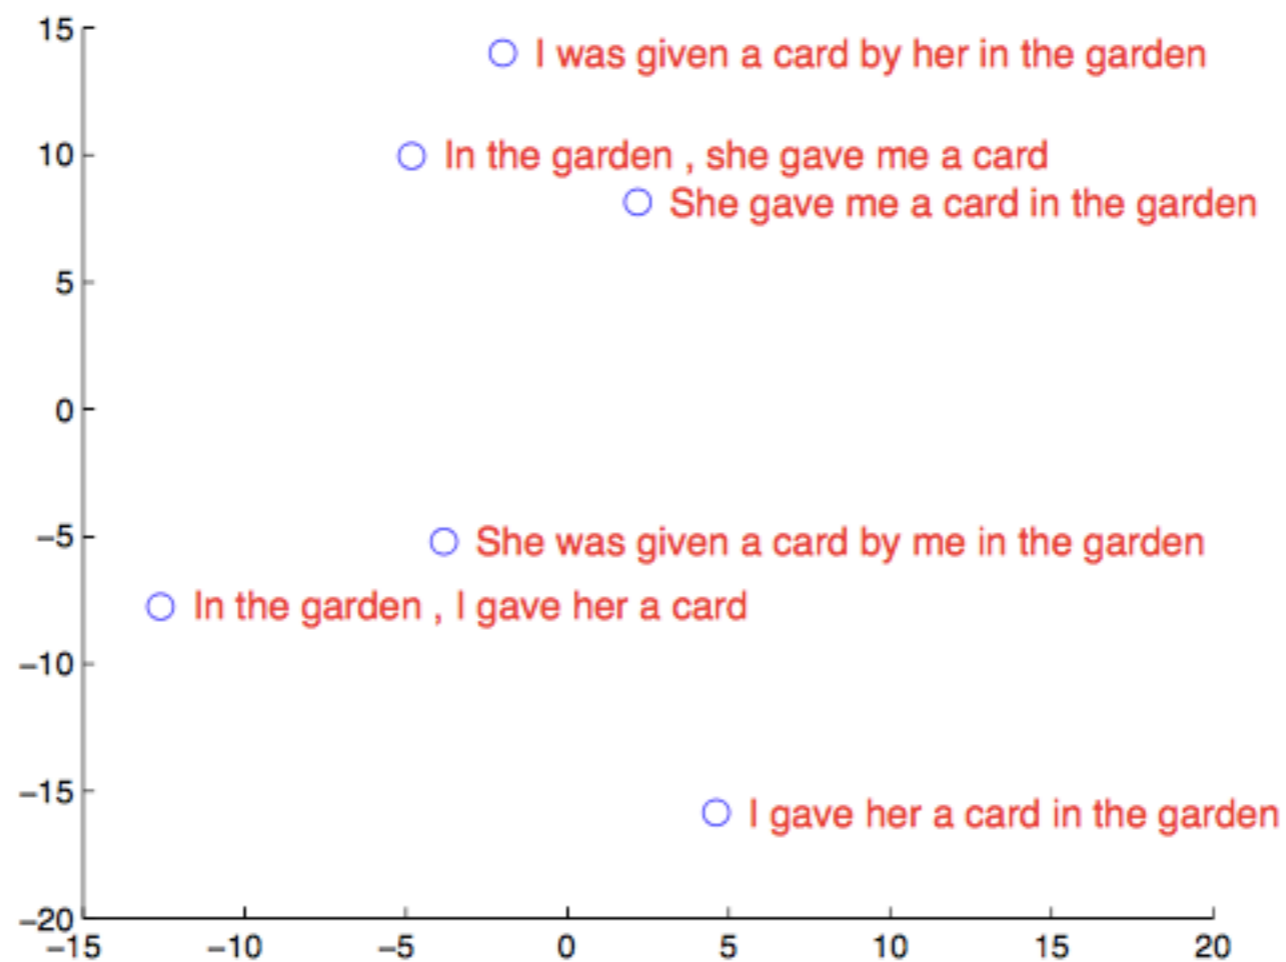 15
I was given a card by her in the garden
10
In the garden , she gave me a card
She gave me a card in the garden
5
0
−5
She was given a card by me in the garden
In the garden , I gave her a card
−10
−15
I gave her a card in the garden
−20
−15 −10 −5 0 5 10 15 20